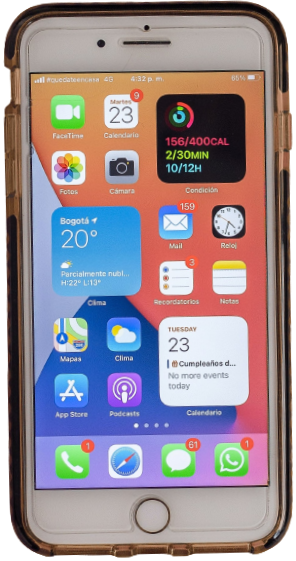 #quedateencasa 4G 4:32 p. m. 65%
FaceTime
Martes
23
9
Calendario
156/400CAL
2/30MIN
10/12H
Fotos
Cámara
Condición
Bogotá
20°
Parcialmente nubl...
H:22° L:13°
Clima
159
Mail
Reloj
3
Recordatorios
Notas
Mapas
Clima
TUESDAY
23
Cumpleaños d...
No more events
today
App Store
Podcasts
Calendario
1
61
1